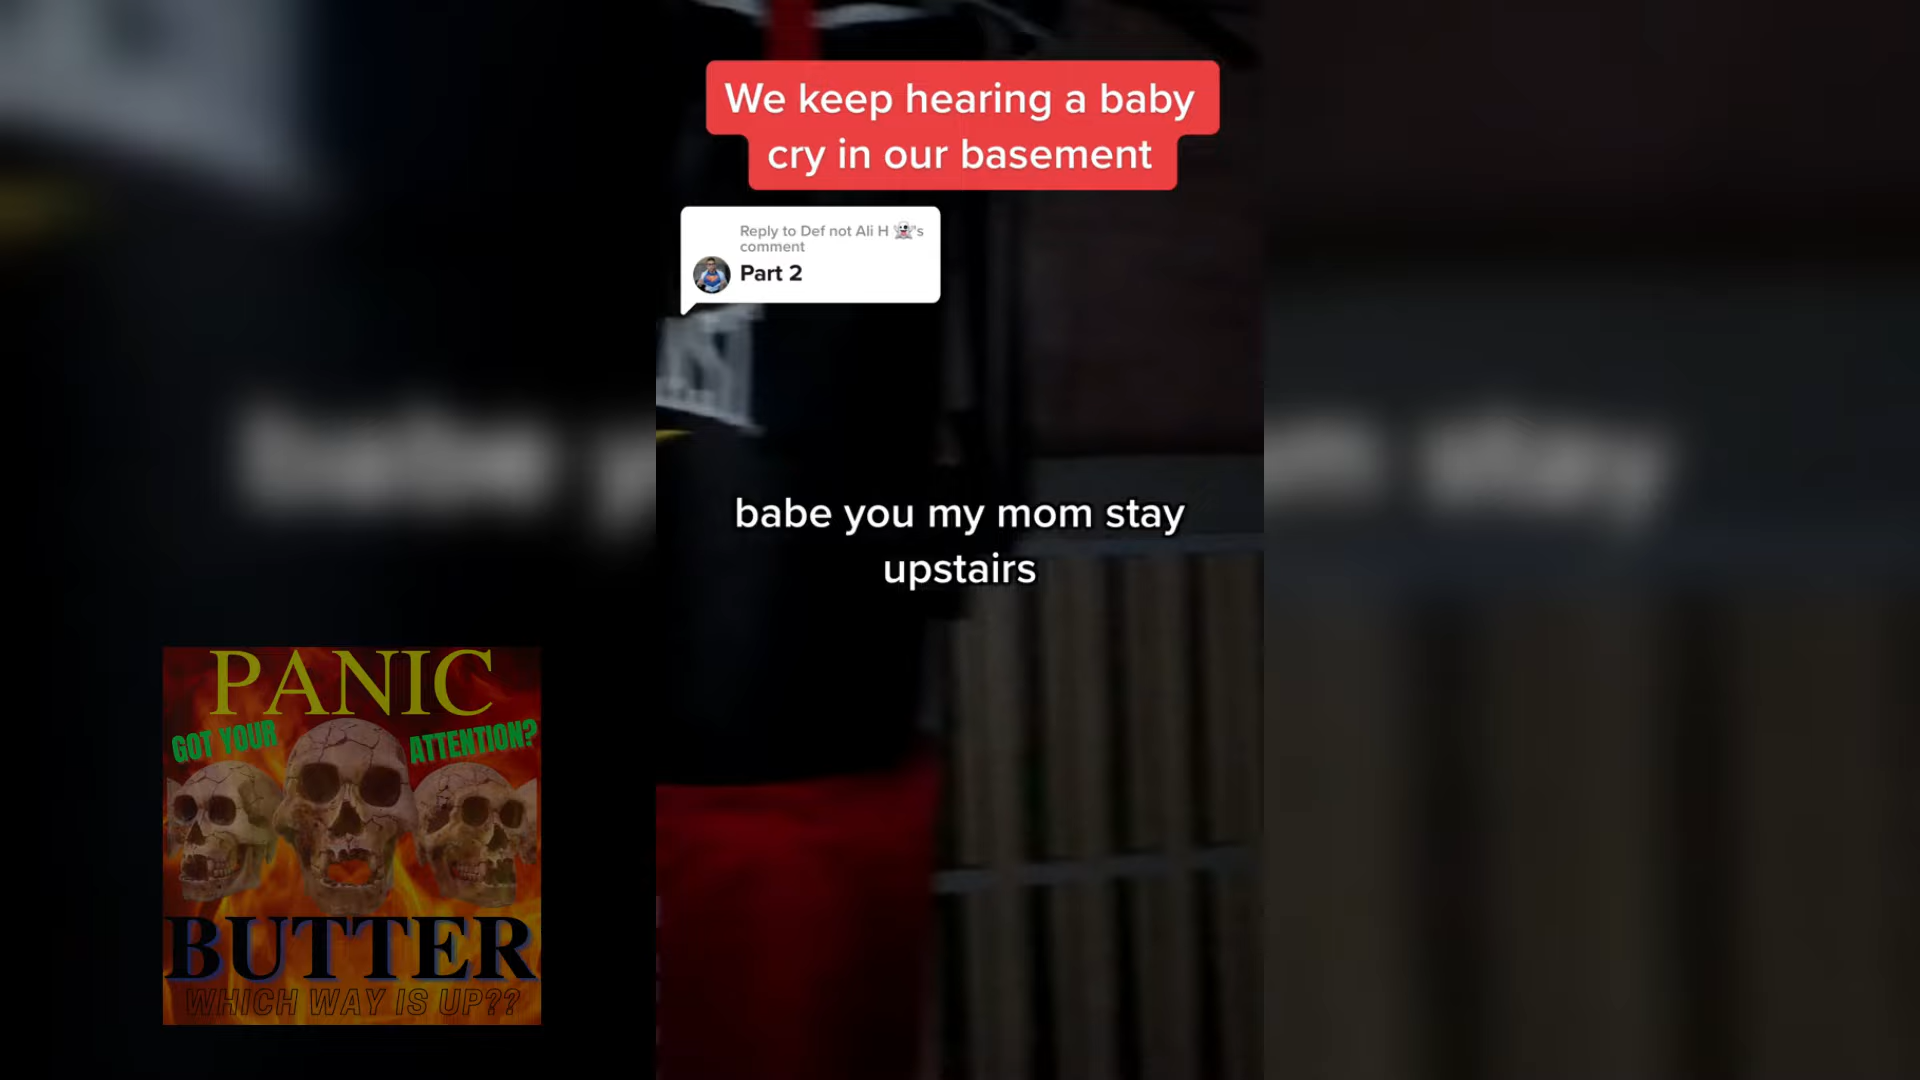 We keep hearing a baby
cry in our basement
Reply to Def not Ali H 👻's
comment
Part 2
babe you my mom stay
upstairs
PANIC
GOT YOUR
ATTENTION?
BUTTER
WHICH WAY IS UP??